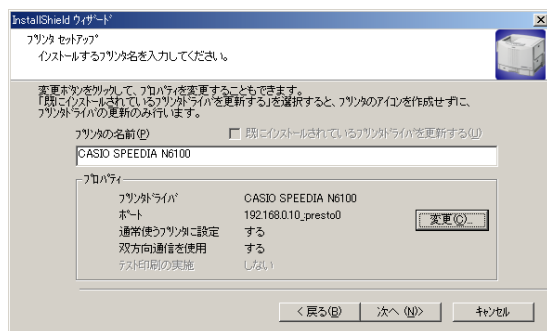 InstallShield ウィザード
プリンタ セットアップ
インストールするプリンタ名を入力してください。
変更ボタンをクリックして、プロパティを変更することもできます。
「既にインストールされているプリンタドライバを更新する」を選択すると、プリンタのアイコンを作成せずに、
プリンタドライバの更新のみ行います。
プリンタの名前(P)
既にインストールされているプリンタドライバを更新する(U)
CASIO SPEEDIA N6100
プロパティ
プリンタドライバ CASIO SPEEDIA N6100
ポート 192.168.0.10_:presto0
変更(C)...
通常使うプリンタに設定 する
双方向通信を使用 する
テスト印刷の実施 しない
< 戻る(B) 次へ (N)> キャンセル